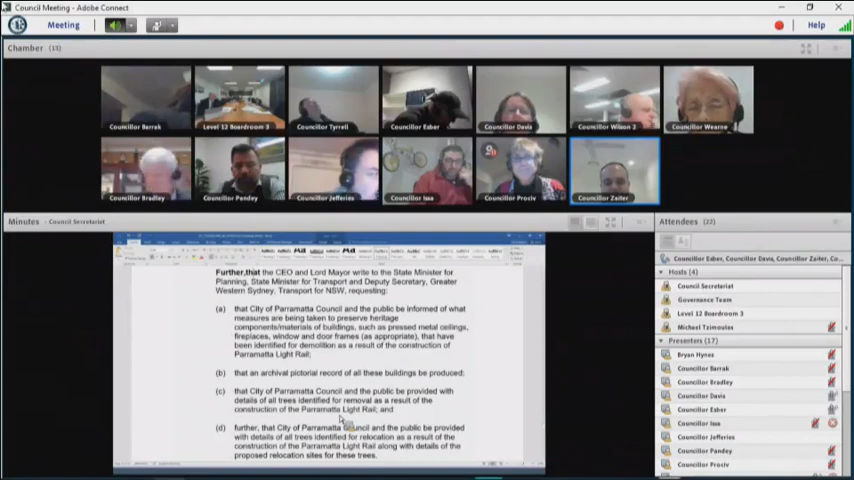 Council Meeting - Adobe Connect
Meeting
Help
Chamber (13)
Councillor Barrak
Level 12 Boardroom 3
Councillor Tyrrell
Councillor Esber
Councillor Davis
Councillor Wilson 2
Councillor Wearne
Councillor Bradley
Councillor Pandey
Councillor Jefferies
Councillor Issa
Councillor Prociv
Councillor Zaiter
Minutes - Council Secretariat
Further, that the CEO and Lord Mayor write to the State Minister for
Planning, State Minister for Transport and Deputy Secretary, Greater
Western Sydney, Transport for NSW, requesting:
(a) that City of Parramatta Council and the public be informed of what
measures are being taken to preserve heritage
components/materials of buildings, such as pressed metal ceilings,
fireplaces, window and door frames (as appropriate), that have
been identified for demolition as a result of the construction of
Parramatta Light Rail;
(b) that an archival pictorial record of all these buildings be produced;
(c) that City of Parramatta Council and the public be provided with
details of all trees identified for removal as a result of the
construction of the Parramatta Light Rail; and
(d) further, that City of Parramatta Council and the public be provided
with details of all trees identified for relocation as a result of the
construction of the Parramatta Light Rail along with details of the
proposed relocation sites for these trees.
Attendees (22)
Councillor Esber, Councillor Davis, Councillor Zaiter, Co...
Hosts (4)
Council Secretariat
Governance Team
Level 12 Boardroom 3
Michael Tzimoulas
Presenters (17)
Bryan Hynes
Councillor Barrak
Councillor Bradley
Councillor Davis
Councillor Esber
Councillor Issa
Councillor Jefferies
Councillor Pandey
Councillor Prociv